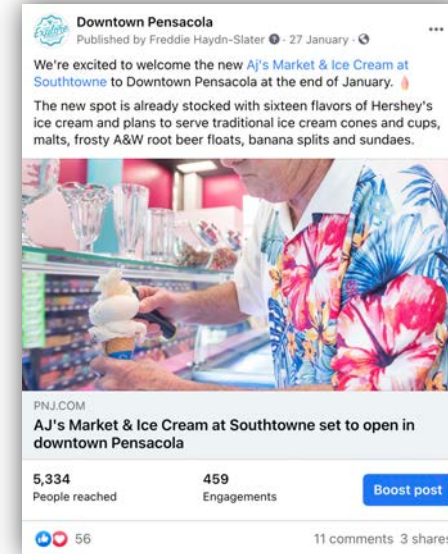 Explore
Downtown Pensacola
Published by Freddie Haydn-Slater · 27 January ·
We're excited to welcome the new Aj's Market & Ice Cream at
Southtowne to Downtown Pensacola at the end of January.
The new spot is already stocked with sixteen flavors of Hershey's
ice cream and plans to serve traditional ice cream cones and cups,
malts, frosty A&W root beer floats, banana splits and sundaes.
PNJ.COM
AJ's Market & Ice Cream at Southtowne set to open in
downtown Pensacola
5,334
People reached
459
Engagements
Boost post
56
11 comments 3 shares